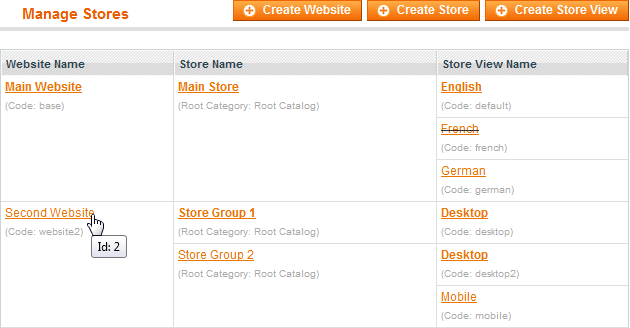 Manage Stores
Create Website
Create Store
Create Store View
Website Name
Store Name
Store View Name
Main Website
(Code: base)
Main Store
(Root Category: Root Catalog)
English
(Code: default)
French
(Code: french)
German
(Code: german)
Second Website
(Code: website2)
Id: 2
Store Group 1
(Root Category: Root Catalog)
Desktop
(Code: desktop)
Store Group 2
(Root Category: Root Catalog)
Desktop
(Code: desktop2)
Mobile
(Code: mobile)